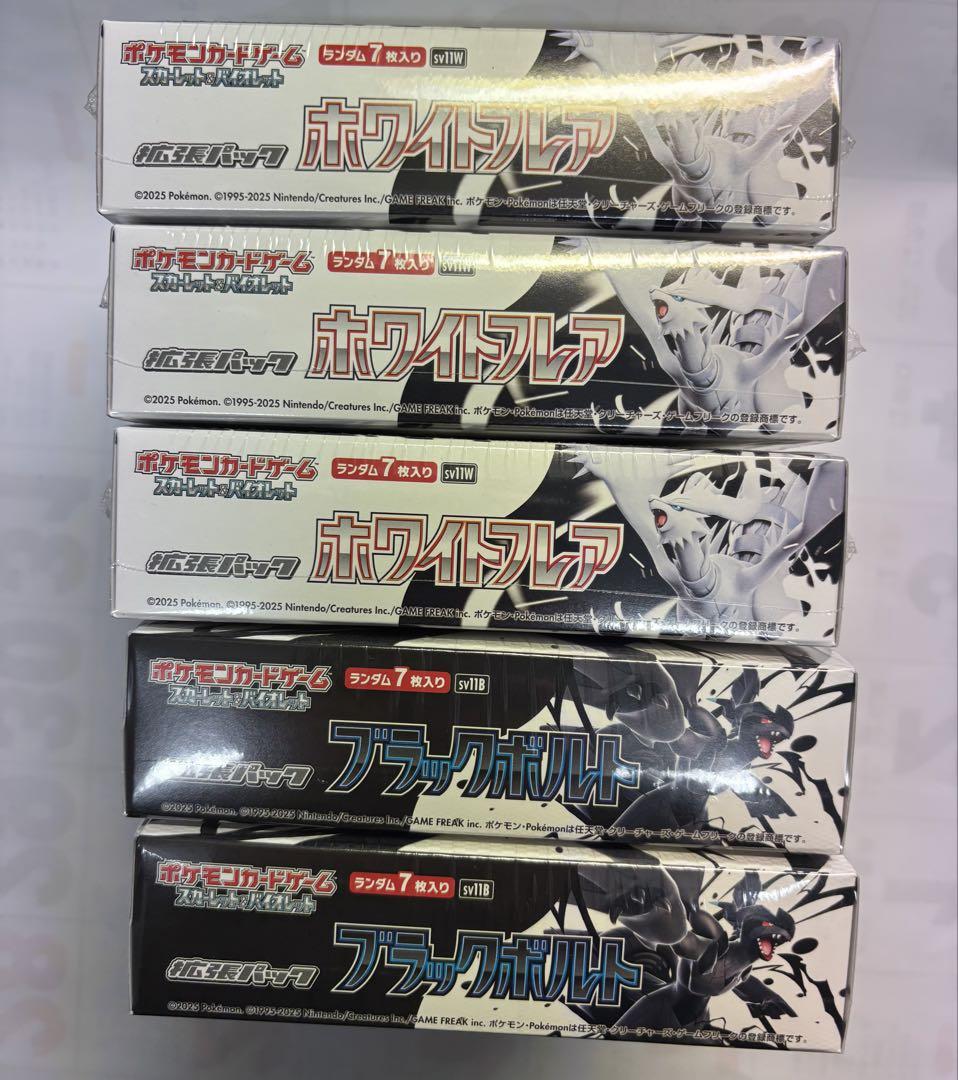 ポケモンカードゲーム ランダム7枚入り sv11W
スカーレット&バイオレット
ホワイトフレア
拡張パック
©2025 Pokémon. ©1995-2025 Nintendo/Creatures Inc./GAME FREAK inc. ポケモン・Pokémonは任天堂・クリーチャーズ・ゲームフリークの登録商標です。
ポケモンカードゲーム ランダム7枚入り sv11W
スカーレット&バイオレット
ホワイトフレア
拡張パック
©2025 Pokémon. ©1995-2025 Nintendo/Creatures Inc./GAME FREAK inc. ポケモン・Pokémonは任天堂・クリーチャーズ・ゲームフリークの登録商標です。
ポケモンカードゲーム ランダム7枚入り sv11W
スカーレット&バイオレット
ホワイトフレア
拡張パック
©2025 Pokémon. ©1995-2025 Nintendo/Creatures Inc./GAME FREAK inc. ポケモン・Pokémonは任天堂・クリーチャーズ・ゲームフリークの登録商標です。
ポケモンカードゲーム ランダム7枚入り sv11B
スカーレット&バイオレット
ブラックボルト
拡張パック
©2025 Pokémon. ©1995-2025 Nintendo/Creatures Inc./GAME FREAK inc. ポケモン・Pokémonは任天堂・クリーチャーズ・ゲームフリークの登録商標です。
ポケモンカードゲーム ランダム7枚入り sv11B
スカーレット&バイオレット
ブラックボルト
拡張パック
©2025 Pokémon. ©1995-2025 Nintendo/Creatures Inc./GAME FREAK inc. ポケモン・Pokémonは任天堂・クリーチャーズ・ゲームフリークの登録商標です。